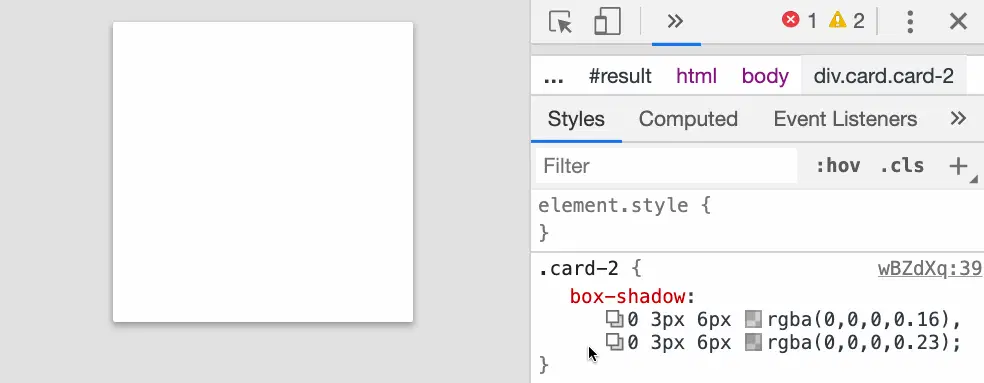 1 2
... #result html body div.card.card-2
Styles Computed Event Listeners
Filter :hov .cls
element.style {
}
.card-2 { wBZdXq:39
box-shadow:
0 3px 6px rgba(0,0,0,0.16),
0 3px 6px rgba(0,0,0,0.23);
}